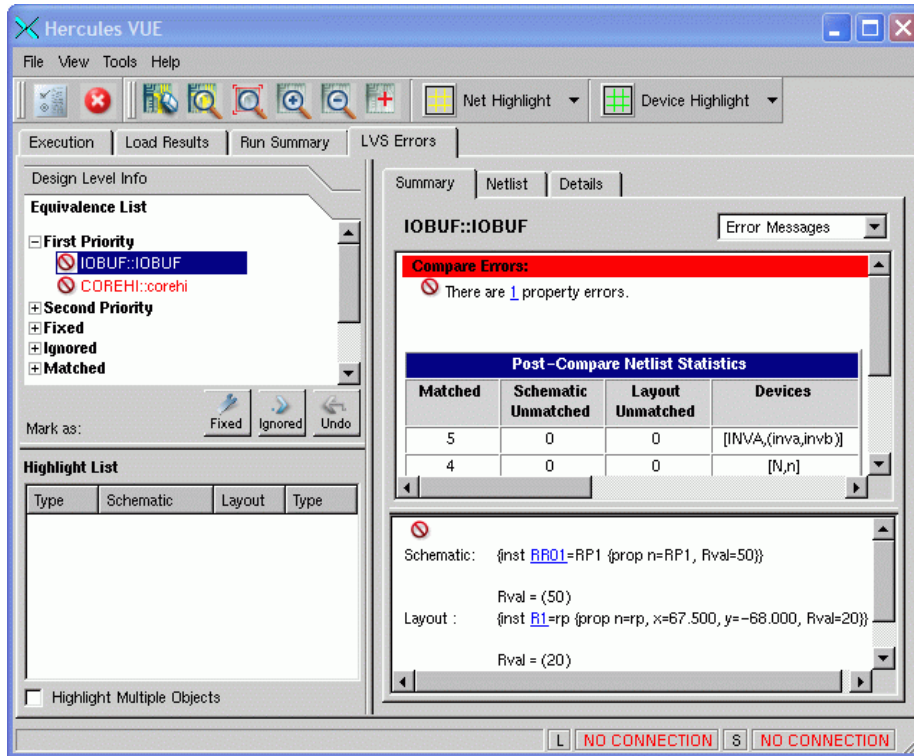 Hercules VUE
File View Tools Help
Net Highlight Device Highlight
Execution Load Results Run Summary LVS Errors
Design Level Info
Equivalence List
First Priority
IOBUF::IOBUF
COREHI::corehi
Second Priority
Fixed
Ignored
Matched
Mark as: Fixed Ignored Undo
Highlight List
Type Schematic Layout Type
Highlight Multiple Objects
Summary Netlist Details
IOBUF::IOBUF Error Messages
Compare Errors:
There are 1 property errors.
Post-Compare Netlist Statistics
Matched Schematic Unmatched Layout Unmatched Devices
5 0 0 [INVA,(inva,invb)]
4 0 0 [N,n]
Schematic: {inst RR01=RP1 {prop n=RP1, Rval=50}}
Rval = (50)
Layout : {inst R1=rp {prop n=rp, x=67.500, y=-68.000, Rval=20}}
Rval = (20)
L NO CONNECTION S NO CONNECTION